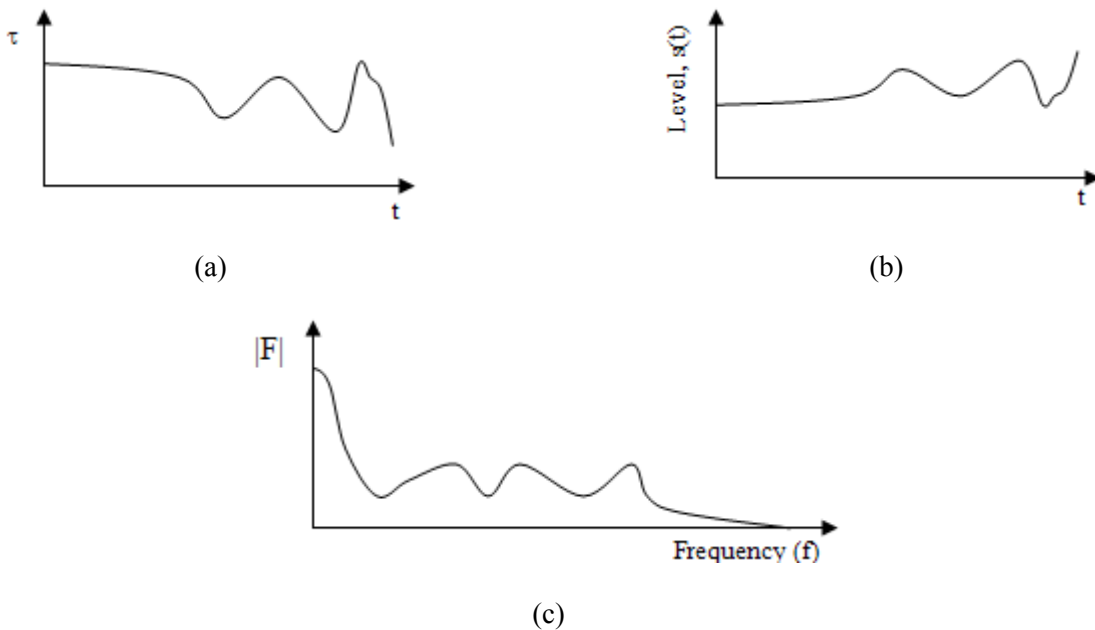 τ
t
(a)
Level, s(t)
t
(b)
|F|
Frequency (f)
(c)